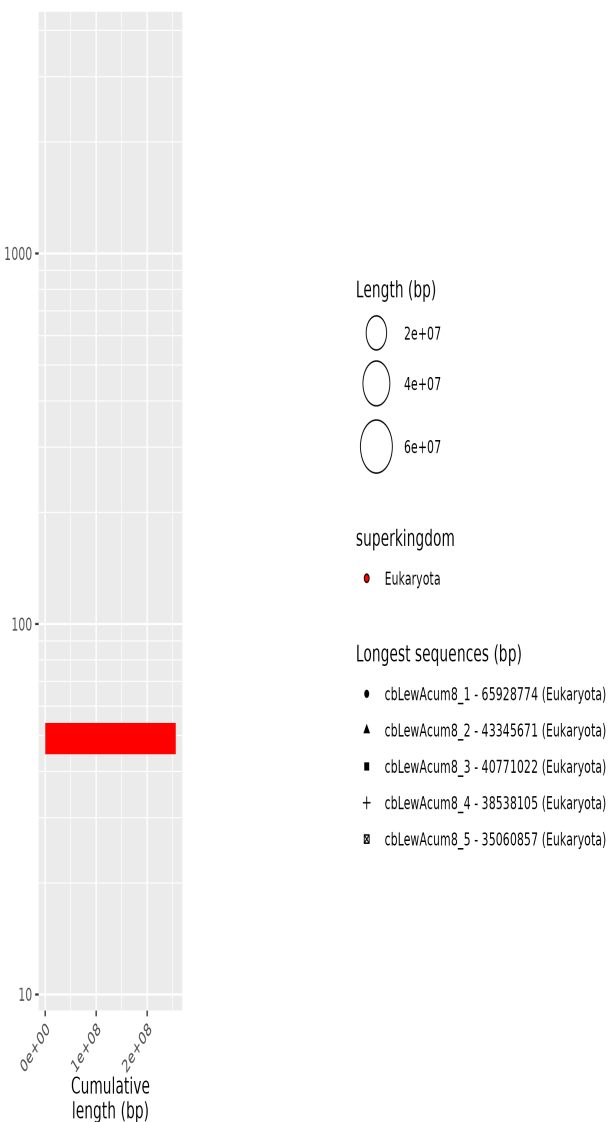 1000
100
10
0e+00
1e+08
2e+08
Cumulative
length (bp)
Length (bp)
2e+07
4e+07
6e+07
superkingdom
Eukaryota
Longest sequences (bp)
cbLewAcum8_1 - 65928774 (Eukaryota)
cbLewAcum8_2 - 43345671 (Eukaryota)
cbLewAcum8_3 - 40771022 (Eukaryota)
cbLewAcum8_4 - 38538105 (Eukaryota)
cbLewAcum8_5 - 35060857 (Eukaryota)